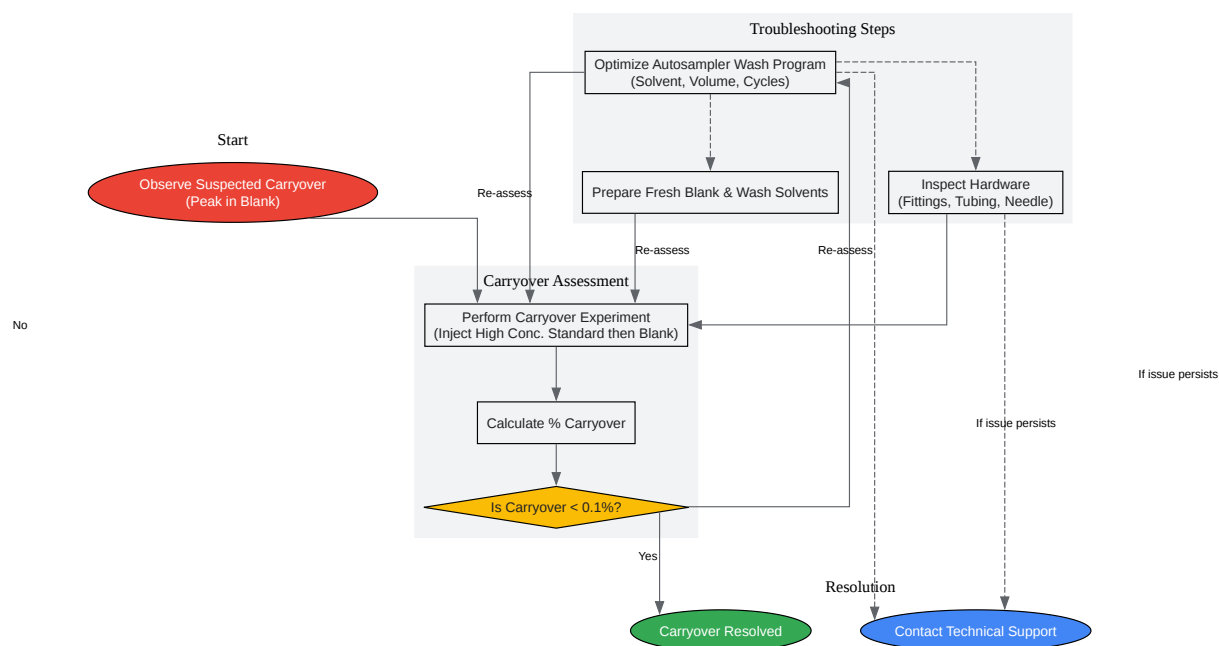 Troubleshooting Steps
Optimize Autosampler Wash Program
(Solvent, Volume, Cycles)
Start
Observe Suspected Carryover
(Peak in Blank)
Re-assess
Prepare Fresh Blank & Wash Solvents
Inspect Hardware
(Fittings, Tubing, Needle)
Re-assess
Re-assess
Carryover Assessment
Perform Carryover Experiment
(Inject High Conc. Standard then Blank)
No
If issue persists
Calculate % Carryover
If issue persists
Is Carryover < 0.1%?
Yes
Resolution
Carryover Resolved
Contact Technical Support